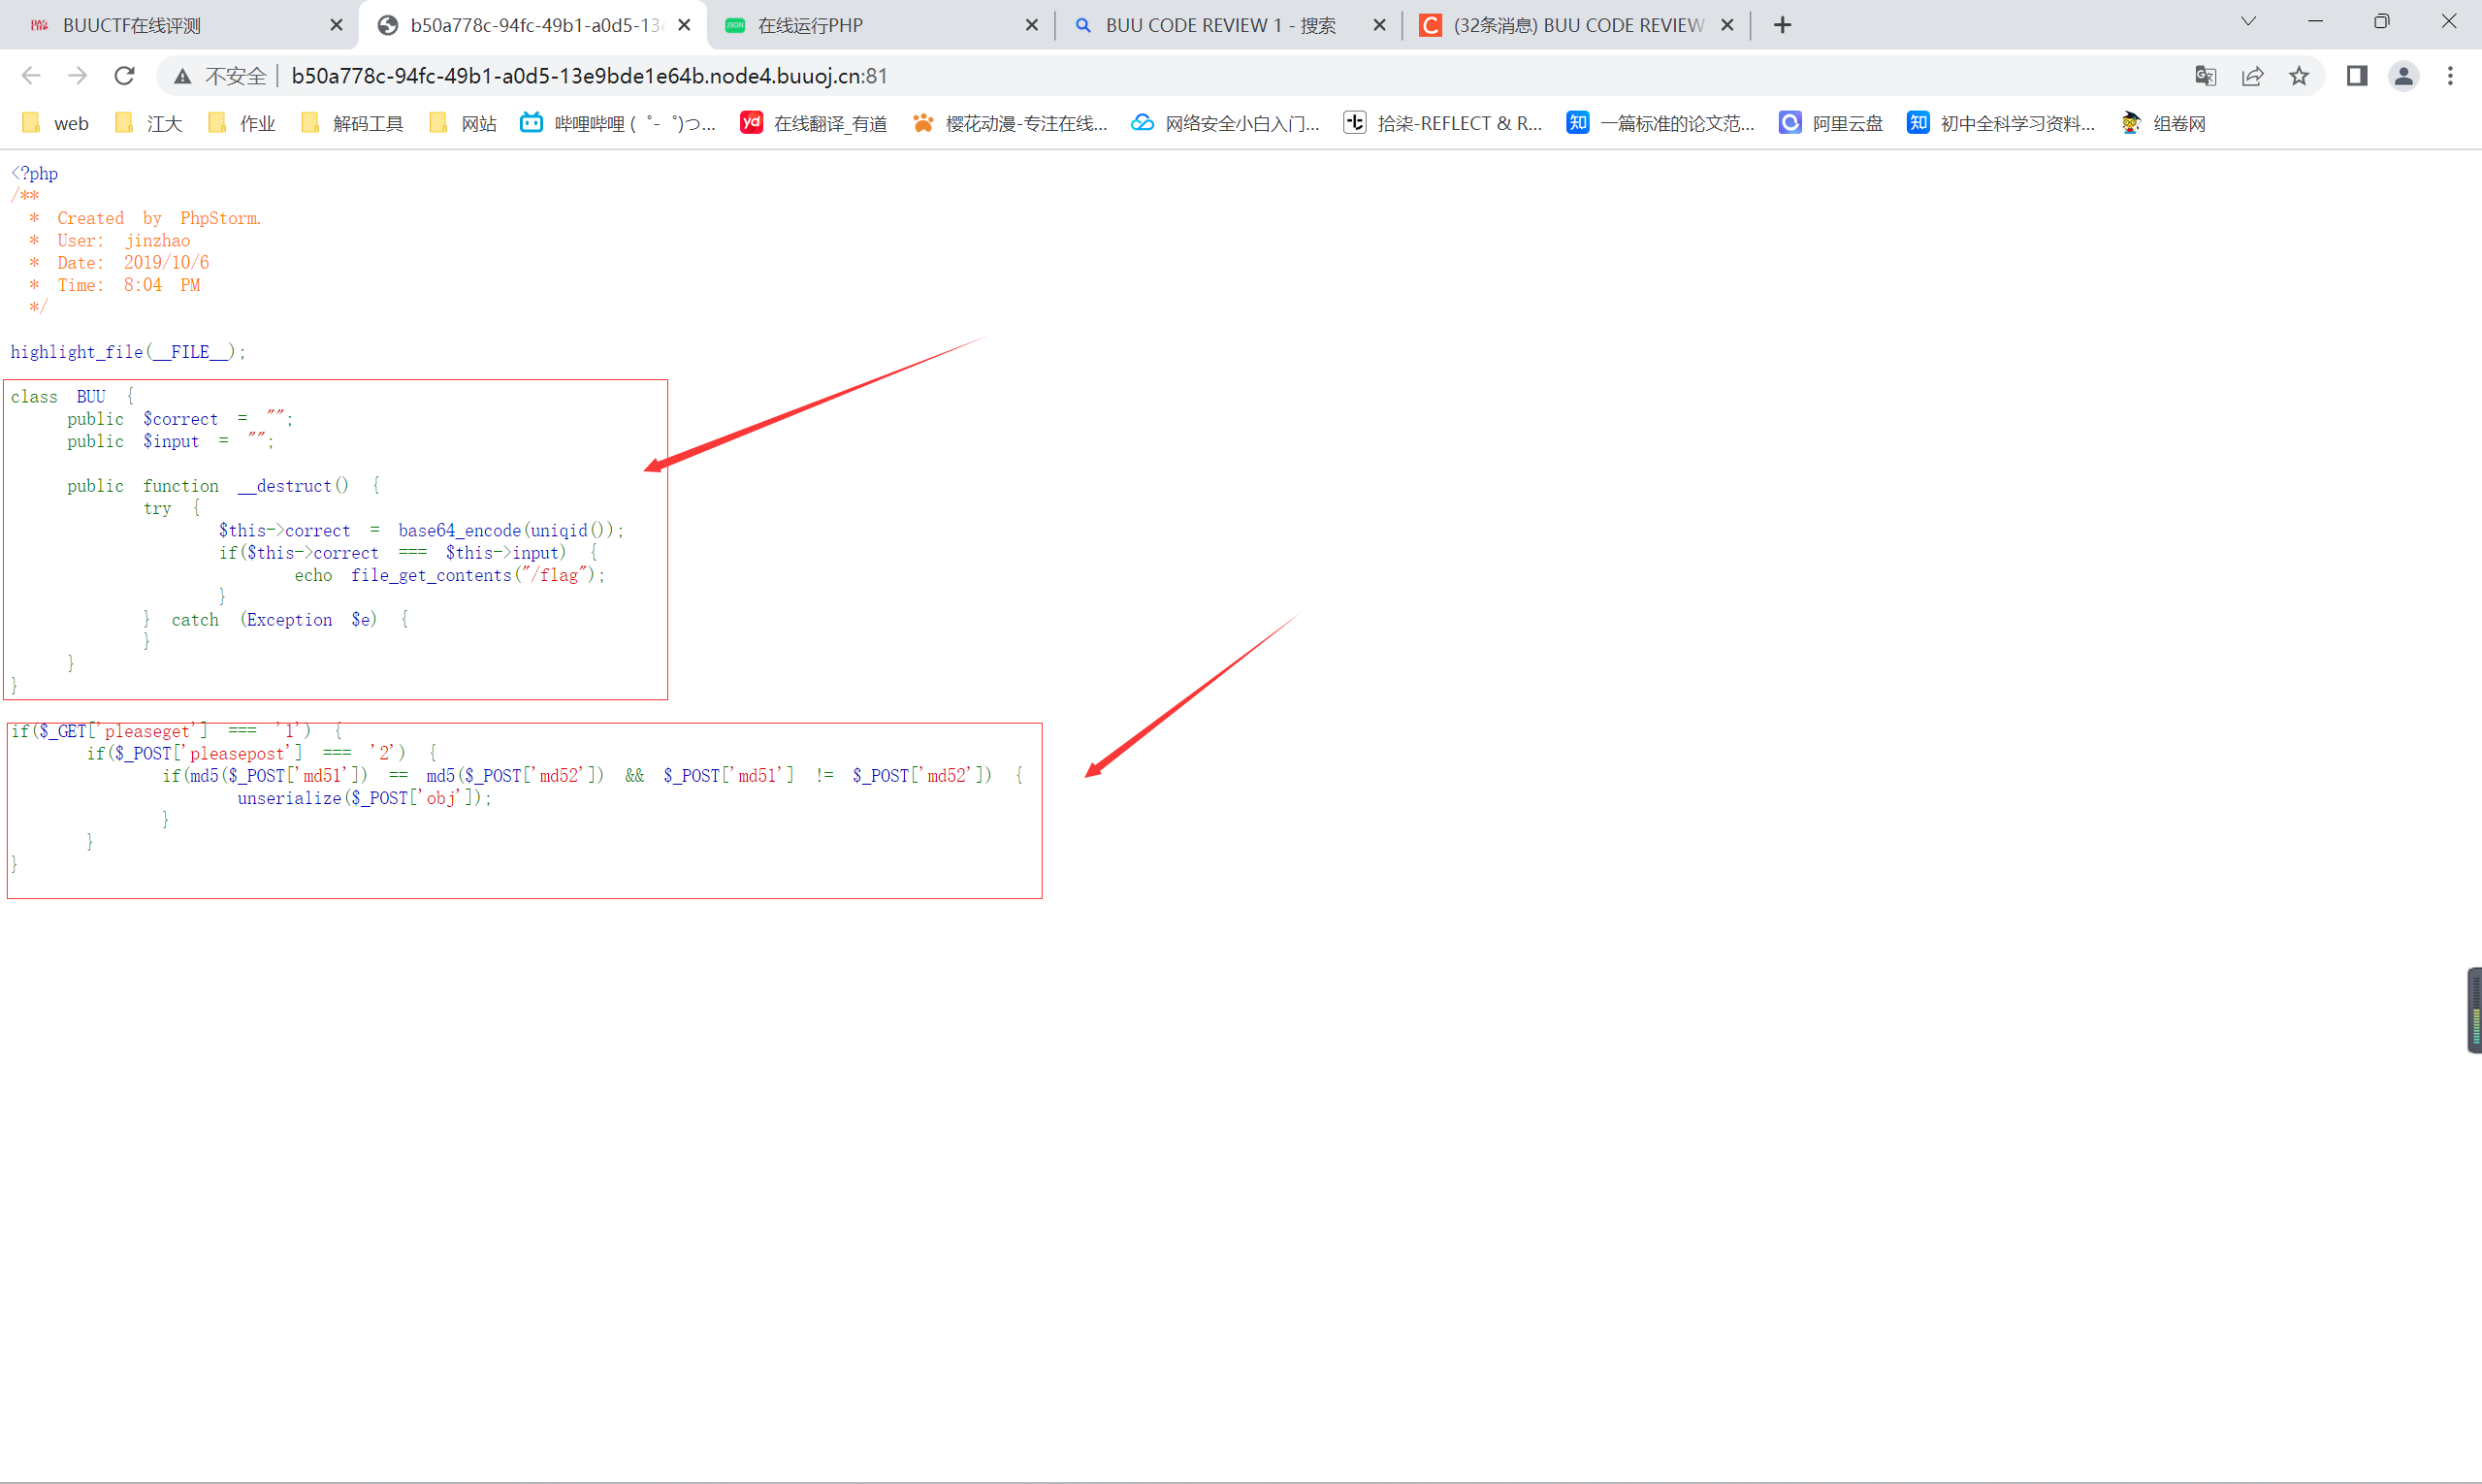 BUUCTF在线评测
b50a778c-94fc-49b1-a0d5-13e
在线运行PHP
BUU CODE REVIEW 1 - 搜索
(32条消息) BUU CODE REVIEW
不安全 b50a778c-94fc-49b1-a0d5-13e9bde1e64b.node4.buuoj.cn:81
web 江大 作业 解码工具 网站 哔哩哔哩 (゜-゜)つ... yd 在线翻译_有道 樱花动漫-专注在线... 网络安全小白入门... 拾柒-REFLECT & R... 知 一篇标准的论文范... 阿里云盘 知 初中全科学习资料... 组卷网
<?php
/**
 * Created by PhpStorm.
 * User: jinzhao
 * Date: 2019/10/6
 * Time: 8:04 PM
 */
highlight_file(__FILE__);
class BUU {
public $correct = "";
public $input = "";
public function __destruct() {
try {
$this->correct = base64_encode(uniqid());
if($this->correct === $this->input) {
echo file_get_contents("/flag");
}
} catch (Exception $e) {
}
}
}
if($_GET['pleaseget'] === '1') {
if($_POST['pleasepost'] === '2') {
if(md5($_POST['md51']) == md5($_POST['md52']) && $_POST['md51'] != $_POST['md52']) {
unserialize($_POST['obj']);
}
}
}